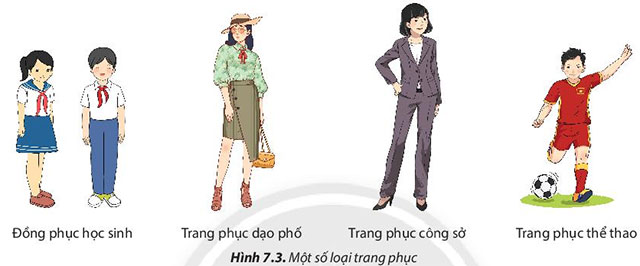 Đồng phục học sinh
Trang phục dạo phố
Trang phục công sở
Trang phục thể thao
Hình 7.3. Một số loại trang phục